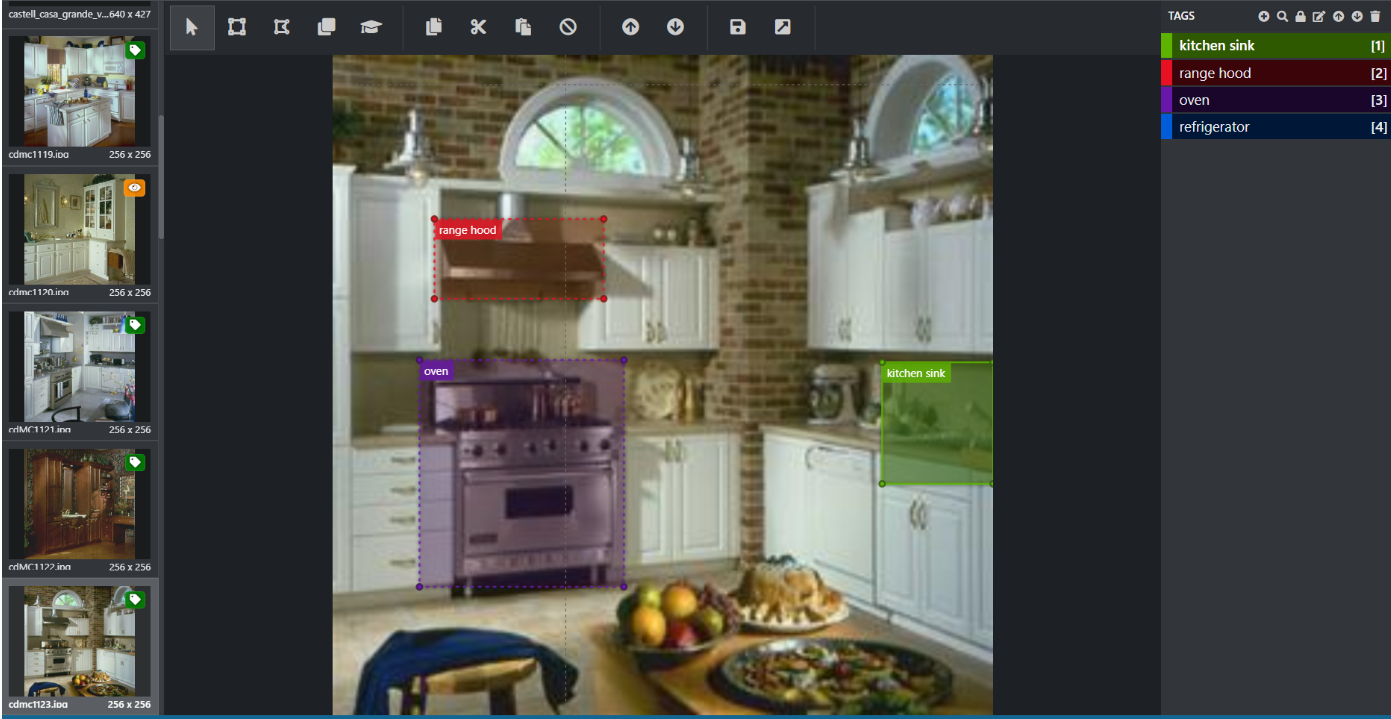 castell_casa_grande_v...640 x 427
cdmc1119.jpg 256 x 256
cdmc1120.jpg 256 x 256
cdMC1121.jpg 256 x 256
cdMC1122.jpg 256 x 256
cdmc1123.jpg 256 x 256
range hood
oven
kitchen sink
TAGS
kitchen sink [1]
range hood [2]
oven [3]
refrigerator [4]